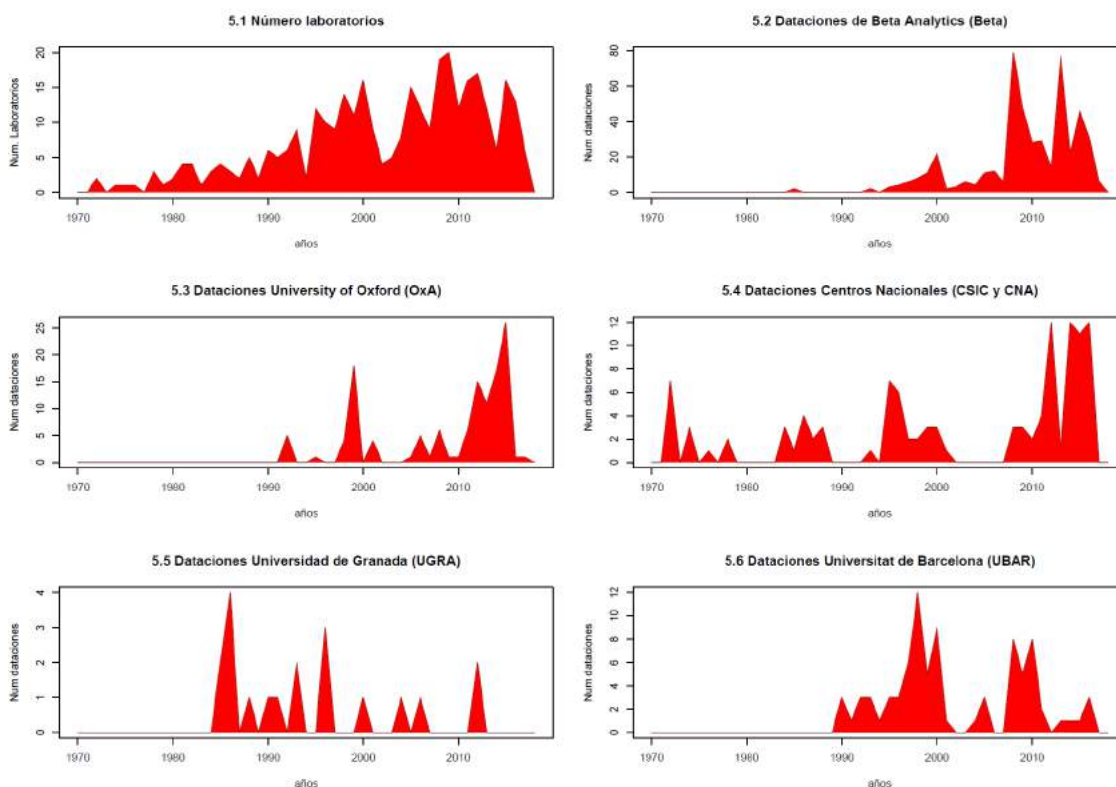 5.1 Número laboratorios
Num. Laboratorios
20
15
10
5
0
1970 1980 1990 2000 2010
años
5.2 Dataciones de Beta Analytics (Beta)
Num dataciones
80
60
40
20
0
1970 1980 1990 2000 2010
años
5.3 Dataciones University of Oxford (OxA)
Num dataciones
25
20
15
10
5
0
1970 1980 1990 2000 2010
años
5.4 Dataciones Centros Nacionales (CSIC y CNA)
Num dataciones
12
10
8
6
4
2
0
1970 1980 1990 2000 2010
años
5.5 Dataciones Universidad de Granada (UGRA)
Num dataciones
4
3
2
1
0
1970 1980 1990 2000 2010
años
5.6 Dataciones Universitat de Barcelona (UBAR)
Num dataciones
12
10
8
6
4
2
0
1970 1980 1990 2000 2010
años